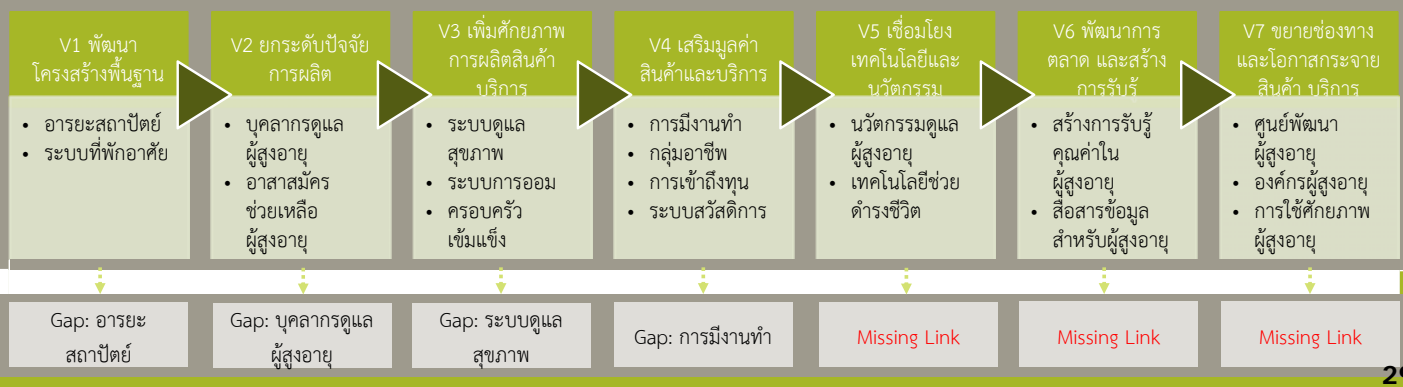 V1 พัฒนา
โครงสร้างพื้นฐาน
V2 ยกระดับปัจจัย
การผลิต
V3 เพิ่มศักยภาพ
การผลิตสินค้า
บริการ
V4 เสริมมูลค่า
สินค้าและบริการ
V5 เชื่อมโยง
เทคโนโลยีและ
นวัตกรรม
V6 พัฒนาการ
ตลาด และสร้าง
การรับรู้
V7 ขยายช่องทาง
และโอกาสกระจาย
สินค้า บริการ
• อารยะสถาปัตย์
• ระบบที่พักอาศัย
• บุคลากรดูแล
ผู้สูงอายุ
• อาสาสมัคร
ช่วยเหลือ
ผู้สูงอายุ
• ระบบดูแล
สุขภาพ
• ระบบการออม
• ครอบครัว
เข้มแข็ง
• การมีงานทำ
• กลุ่มอาชีพ
• การเข้าถึงทุน
• ระบบสวัสดิการ
• นวัตกรรมดูแล
ผู้สูงอายุ
• เทคโนโลยีช่วย
ดำรงชีวิต
• สร้างการรับรู้
คุณค่าใน
ผู้สูงอายุ
• สื่อสารข้อมูล
สำหรับผู้สูงอายุ
• ศูนย์พัฒนา
ผู้สูงอายุ
• องค์กรผู้สูงอายุ
• การใช้ศักยภาพ
ผู้สูงอายุ
Gap: อารยะ
สถาปัตย์
Gap: บุคลากรดูแล
ผู้สูงอายุ
Gap: ระบบดูแล
สุขภาพ
Gap: การมีงานทำ
Missing Link
Missing Link
Missing Link